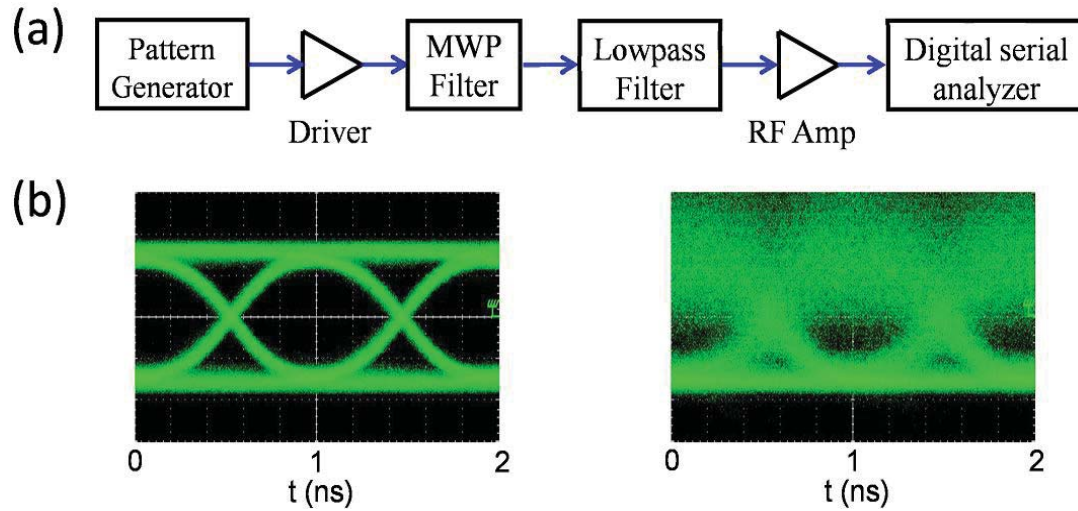 (a)
Pattern
Generator
Driver
MWP
Filter
Lowpass
Filter
RF Amp
Digital serial
analyzer
(b)
0
1
2
t (ns)
0
1
2
t (ns)